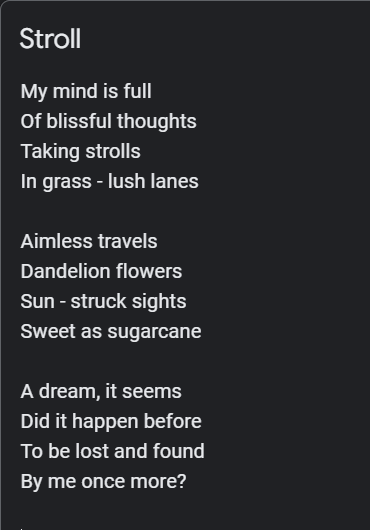 Stroll
My mind is full
Of blissful thoughts
Taking strolls
In grass - lush lanes
Aimless travels
Dandelion flowers
Sun - struck sights
Sweet as sugarcane
A dream, it seems
Did it happen before
To be lost and found
By me once more?